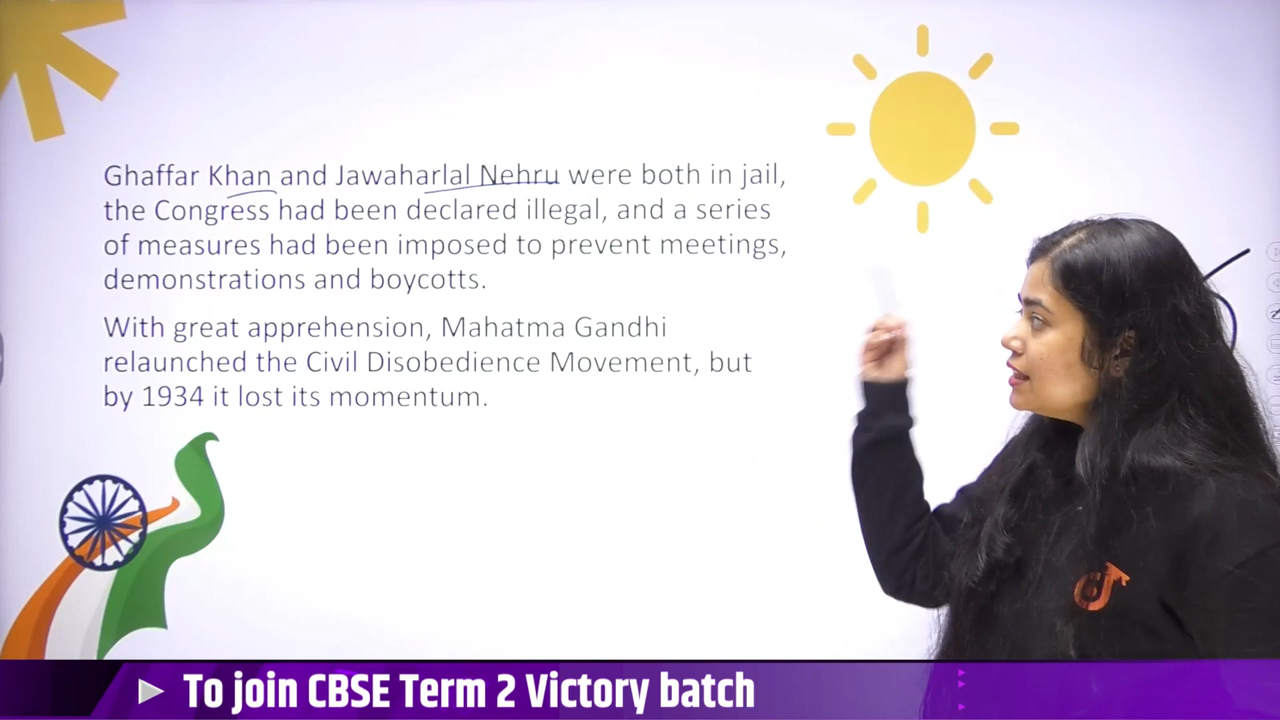 Ghaffar Khan and Jawaharlal Nehru were both in jail,
the Congress had been declared illegal, and a series
of measures had been imposed to prevent meetings,
demonstrations and boycotts.
With great apprehension, Mahatma Gandhi
relaunched the Civil Disobedience Movement, but
by 1934 it lost its momentum.
To join CBSE Term 2 Victory batch